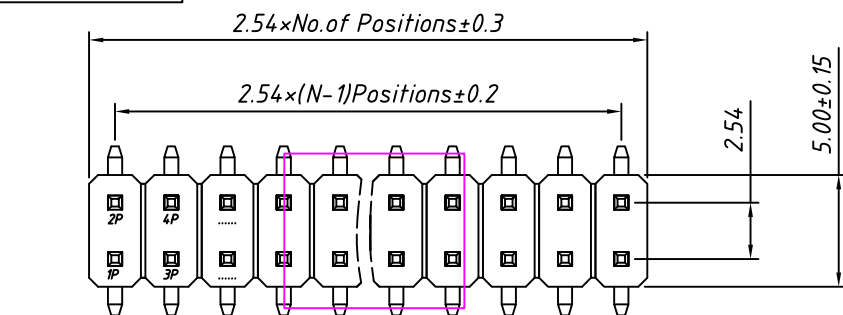 2.54×No.of Positions±0.3
2.54×(N-1)Positions±0.2
2.54
5.00±0.15
2P 4P ......
1P 3P ......